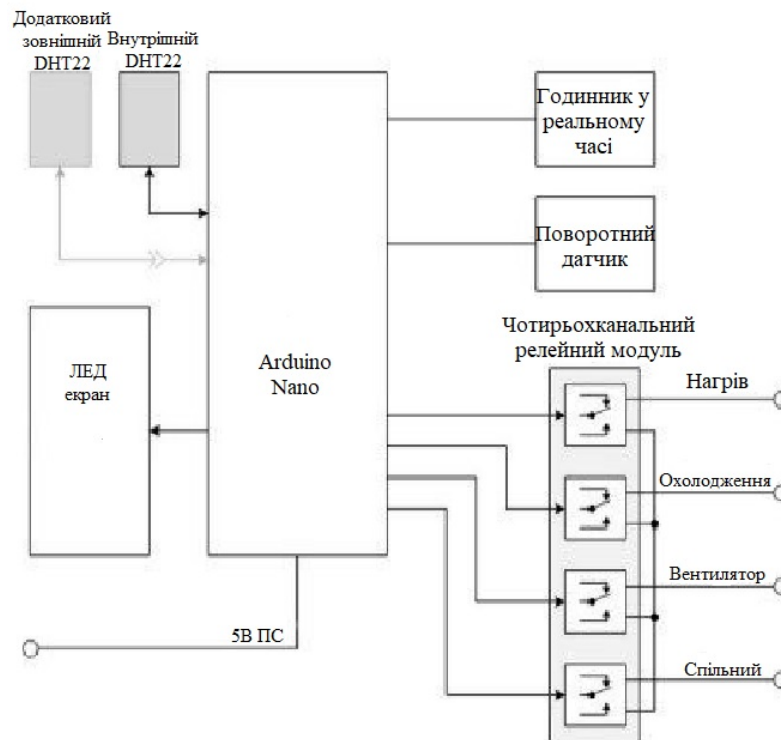 Додатковий
зовнішній
DHT22
Внутрішній
DHT22
Годинник у
реальному
часі
Поворотний
датчик
Чотирьохканальний
релейний модуль
ЛЕД
екран
Arduino
Nano
Нагрів
Охолодження
Вентилятор
Спільний
5В ПС